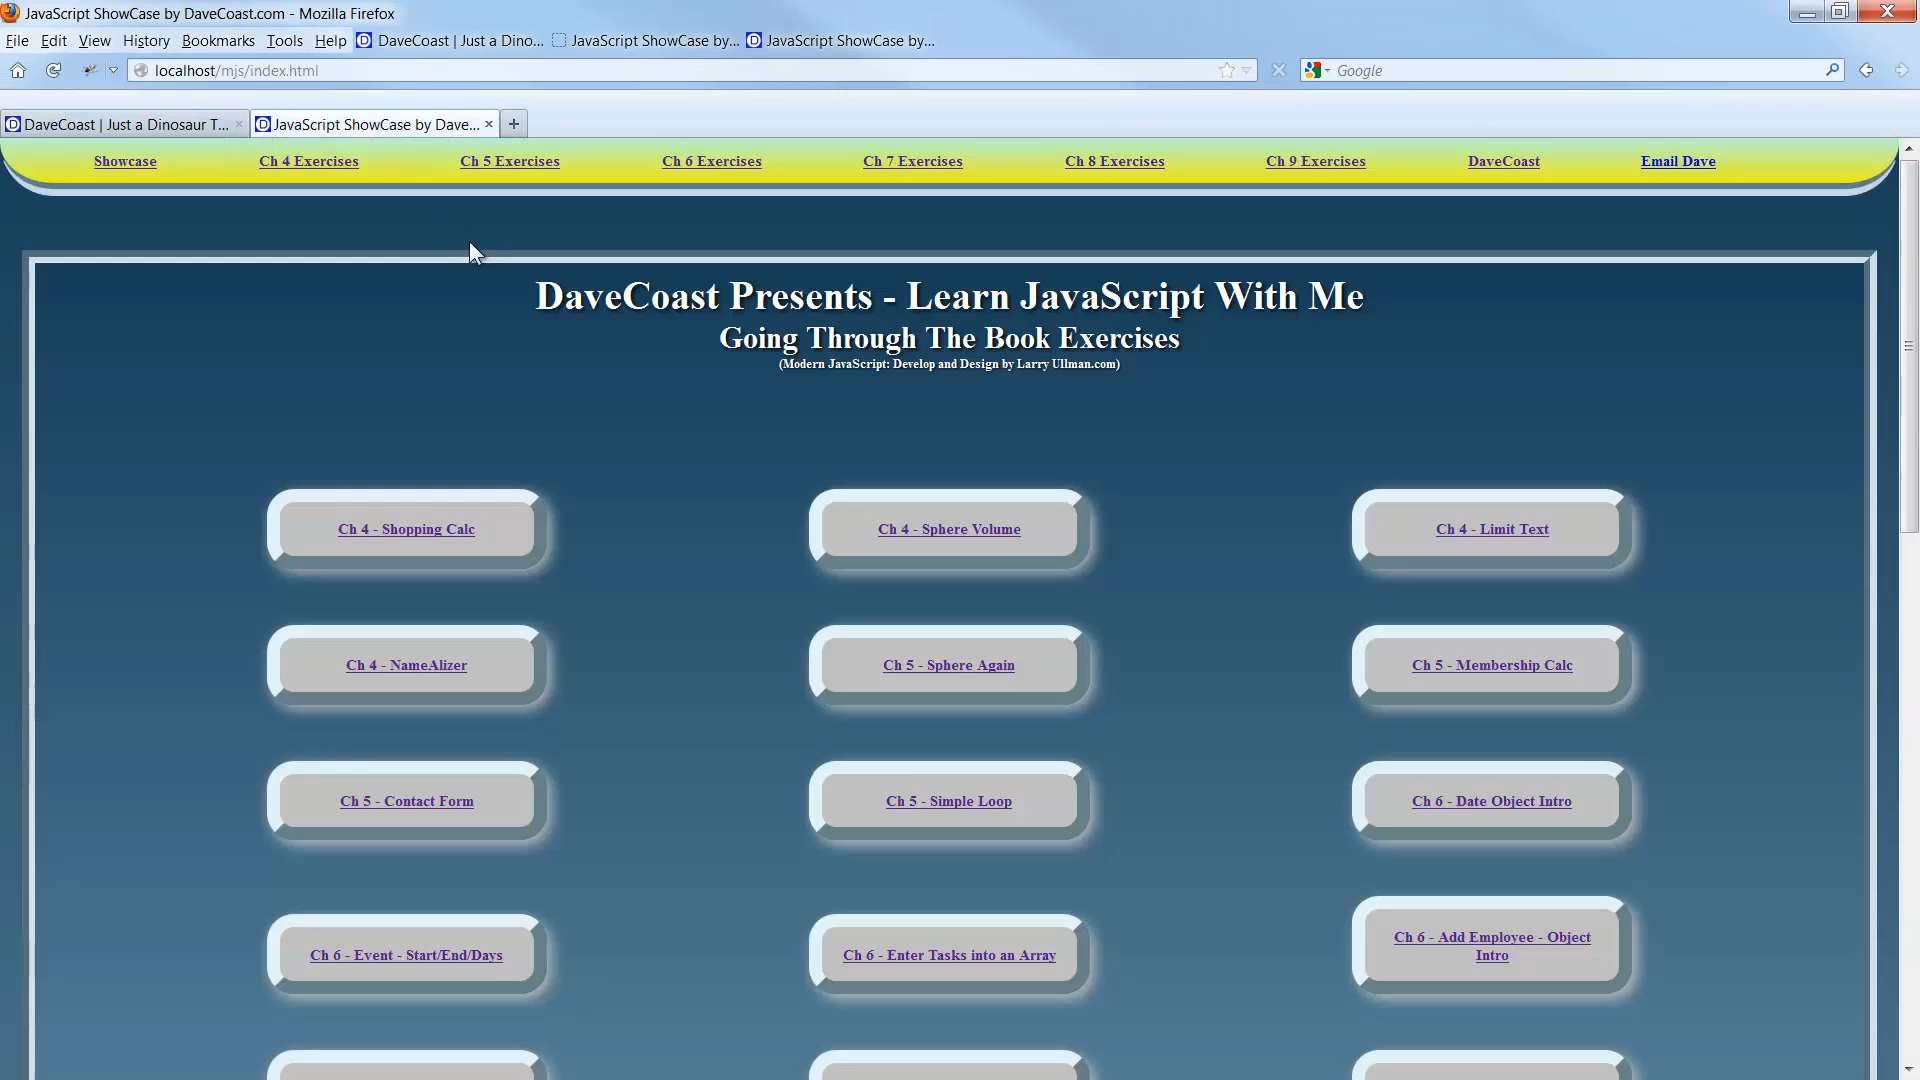 JavaScript ShowCase by DaveCoast.com - Mozilla Firefox
File Edit View History Bookmarks Tools Help DaveCoast | Just a Dino... JavaScript ShowCase by... JavaScript ShowCase by...
localhost/mjs/index.html Google
DaveCoast | Just a Dinosaur T... JavaScript ShowCase by Dave...
Showcase Ch 4 Exercises Ch 5 Exercises Ch 6 Exercises Ch 7 Exercises Ch 8 Exercises Ch 9 Exercises DaveCoast Email Dave
DaveCoast Presents - Learn JavaScript With Me
Going Through The Book Exercises
(Modern JavaScript: Develop and Design by Larry Ullman.com)
Ch 4 - Shopping Calc Ch 4 - Sphere Volume Ch 4 - Limit Text
Ch 4 - NameAlizer Ch 5 - Sphere Again Ch 5 - Membership Calc
Ch 5 - Contact Form Ch 5 - Simple Loop Ch 6 - Date Object Intro
Ch 6 - Event - Start/End/Days Ch 6 - Enter Tasks into an Array Ch 6 - Add Employee - Object
Intro